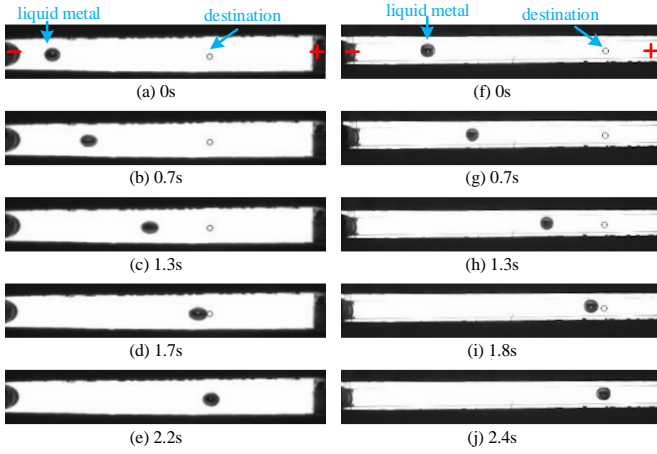 liquid metal
destination
− +
(a) 0s
(b) 0.7s
(c) 1.3s
(d) 1.7s
(e) 2.2s
liquid metal
destination
− +
(f) 0s
(g) 0.7s
(h) 1.3s
(i) 1.8s
(j) 2.4s